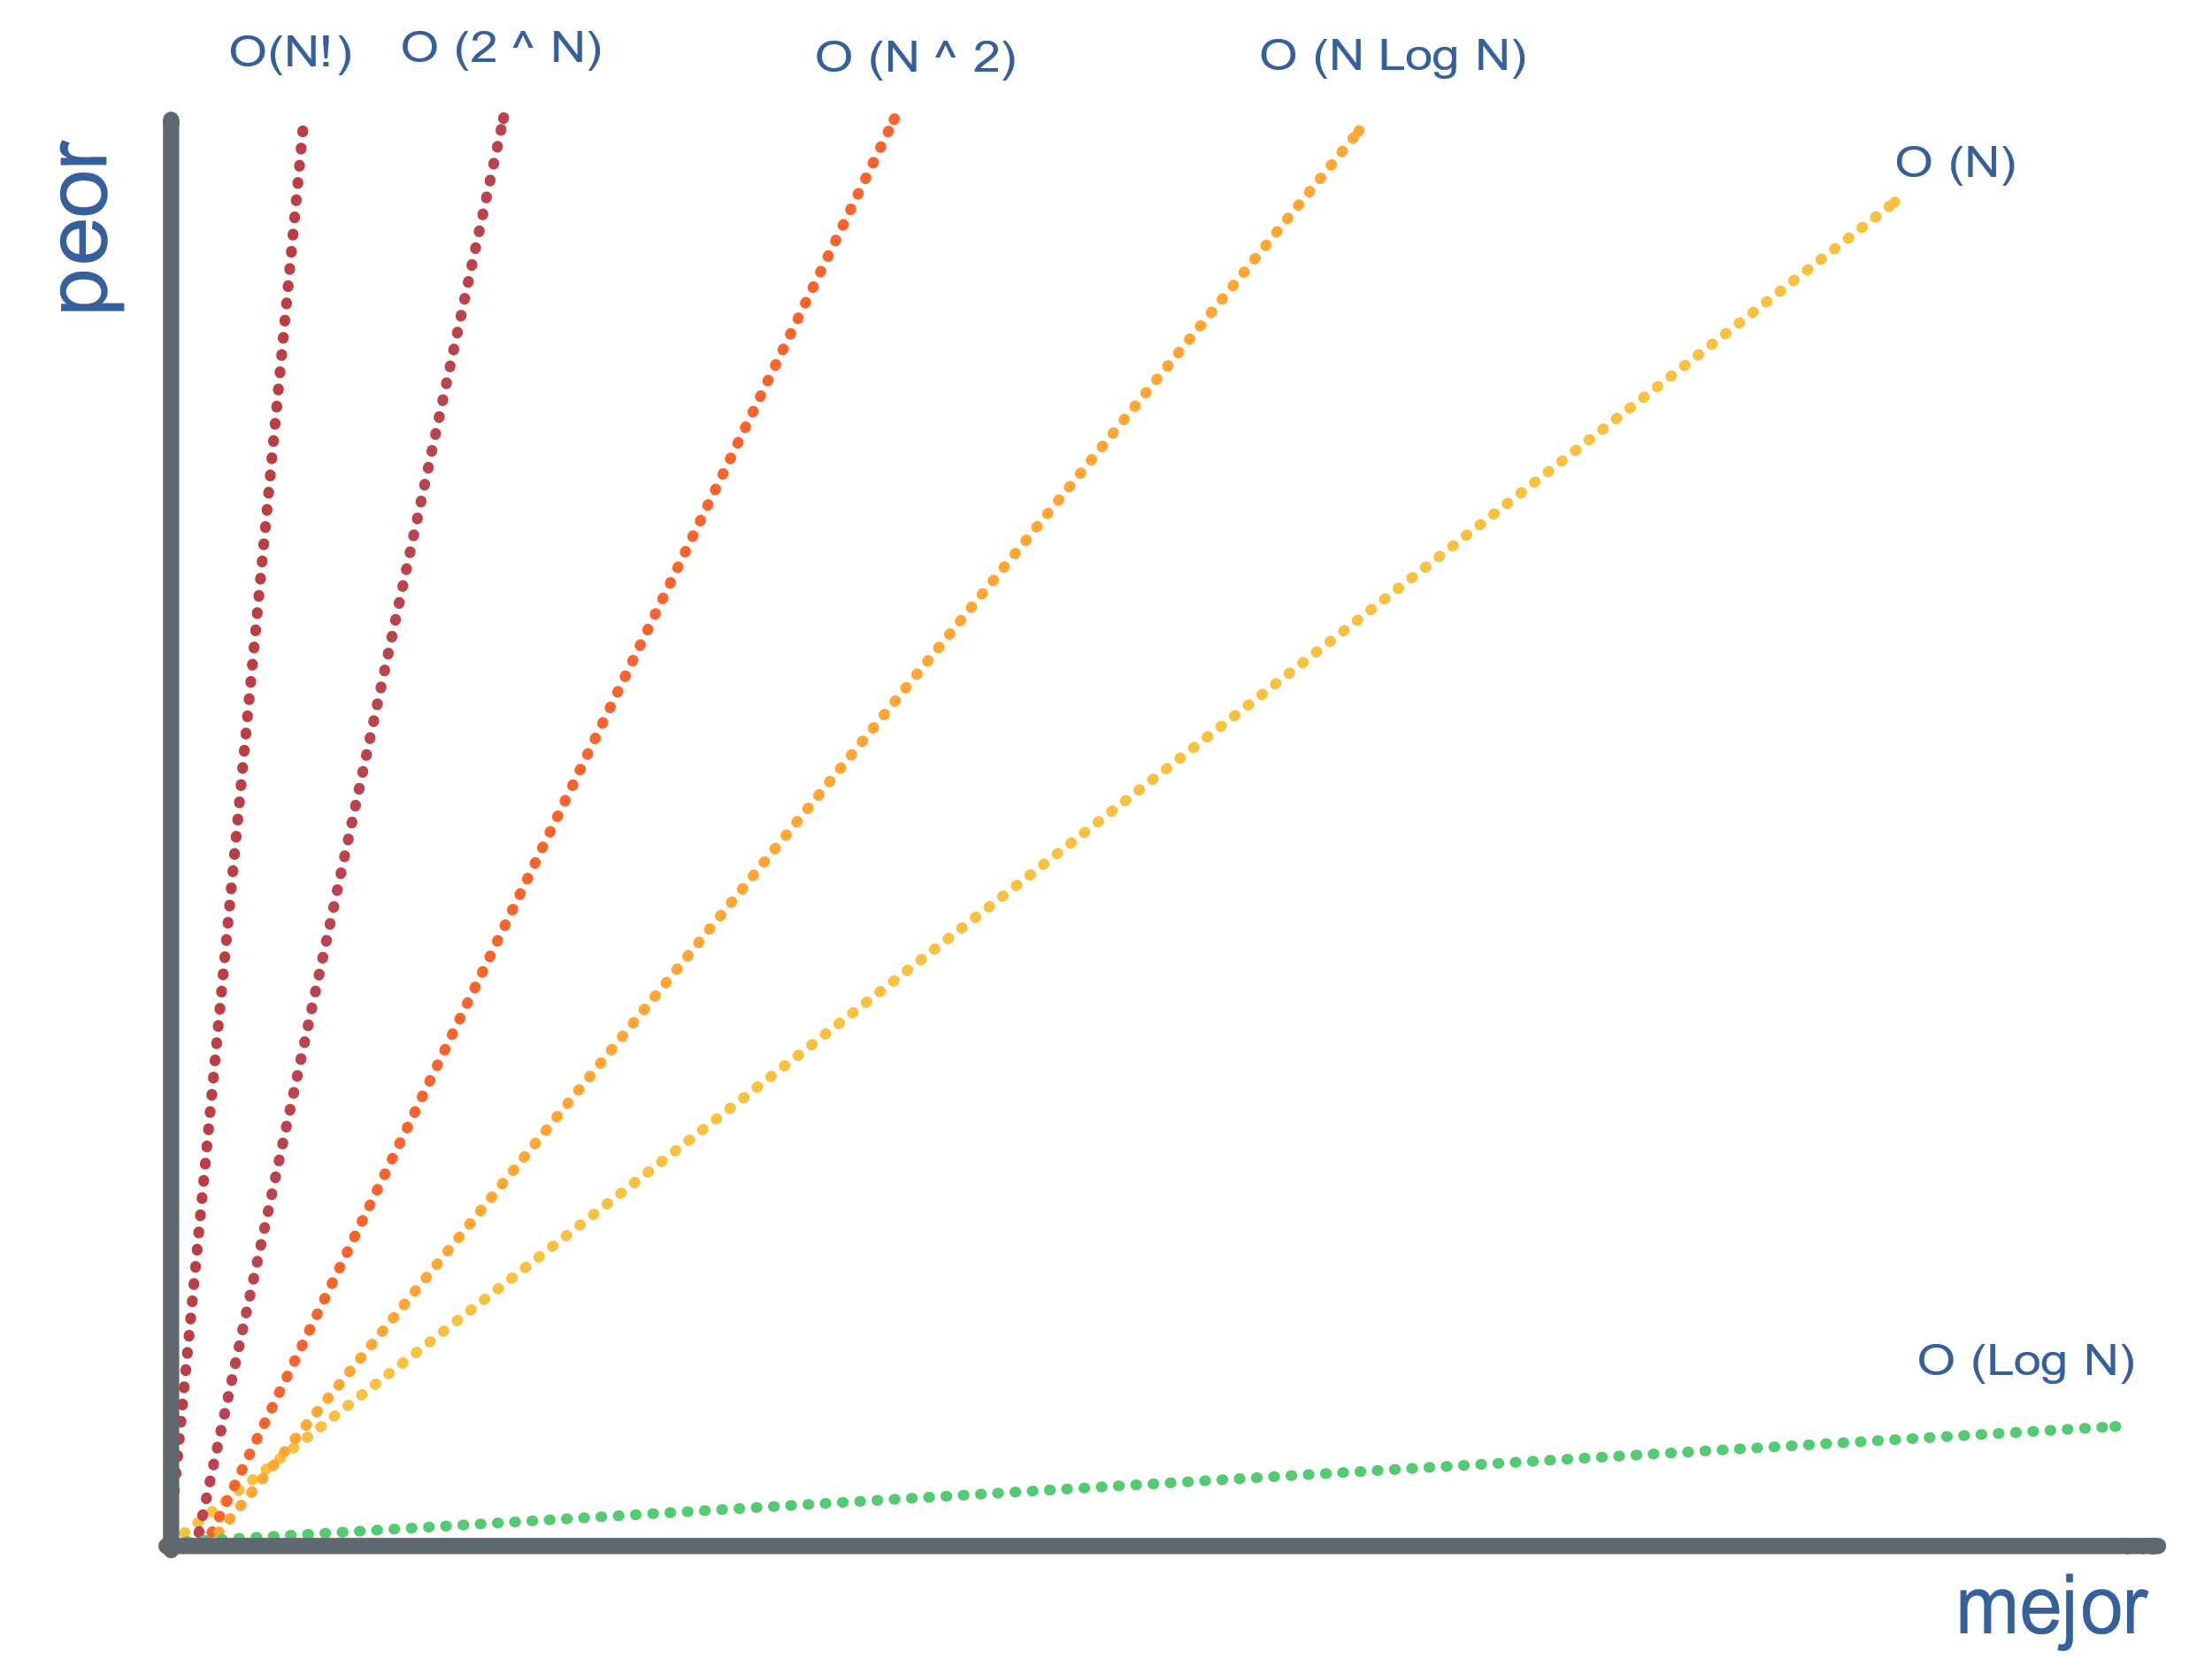 O(N!)
O (2 ^ N)
O (N ^ 2)
O (N Log N)
O (N)
peor
O (Log N)
mejor